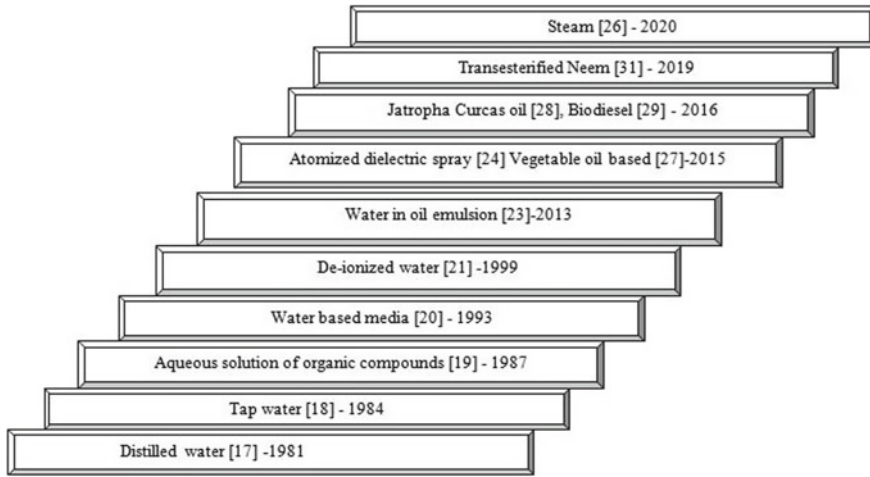 Steam [26] - 2020
Transesterified Neem [31] - 2019
Jatropha Curcas oil [28], Biodiesel [29] - 2016
Atomized dielectric spray [24] Vegetable oil based [27]-2015
Water in oil emulsion [23]-2013
De-ionized water [21] -1999
Water based media [20] - 1993
Aqueous solution of organic compounds [19] - 1987
Tap water [18] - 1984
Distilled water [17] -1981